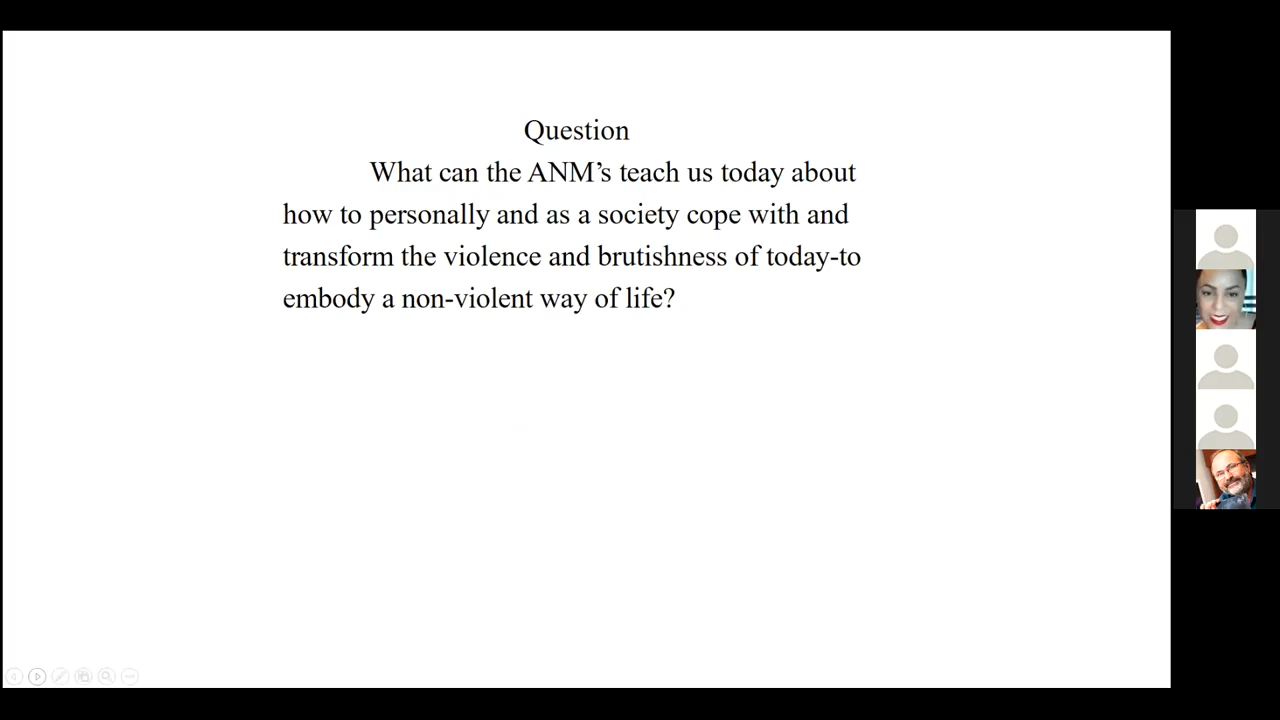 Question
What can the ANM’s teach us today about
how to personally and as a society cope with and
transform the violence and brutishness of today-to
embody a non-violent way of life?